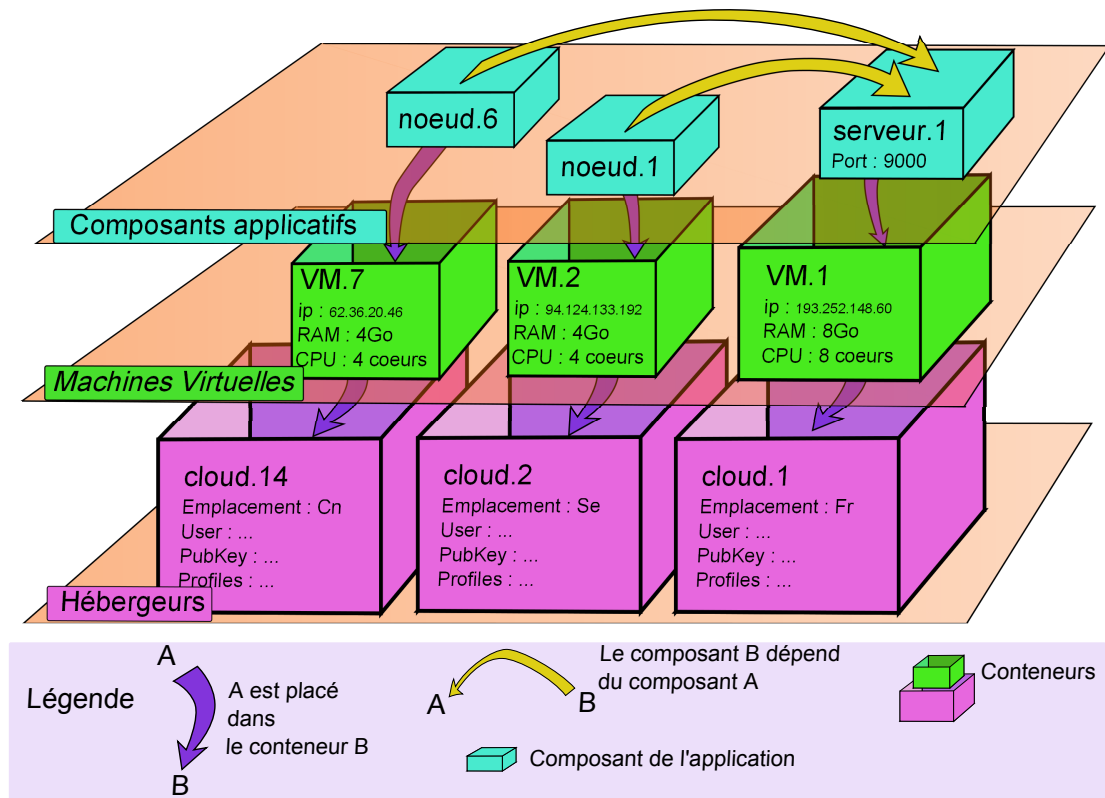 noeud.6
noeud.1
serveur.1
Port : 9000
Composants applicatifs
VM.7
ip : 62.36.20.46
RAM : 4Go
CPU : 4 coeurs
VM.2
ip : 94.124.133.192
RAM : 4Go
CPU : 4 coeurs
VM.1
ip : 193.252.148.60
RAM : 8Go
CPU : 8 coeurs
Machines Virtuelles
cloud.14
Emplacement : Cn
User : ...
PubKey : ...
Profiles : ...
cloud.2
Emplacement : Se
User : ...
PubKey : ...
Profiles : ...
cloud.1
Emplacement : Fr
User : ...
PubKey : ...
Profiles : ...
Hébergeurs
Légende
A
A est placé
dans
le conteneur B
B
A
B
Le composant B dépend
du composant A
Composant de l'application
Conteneurs